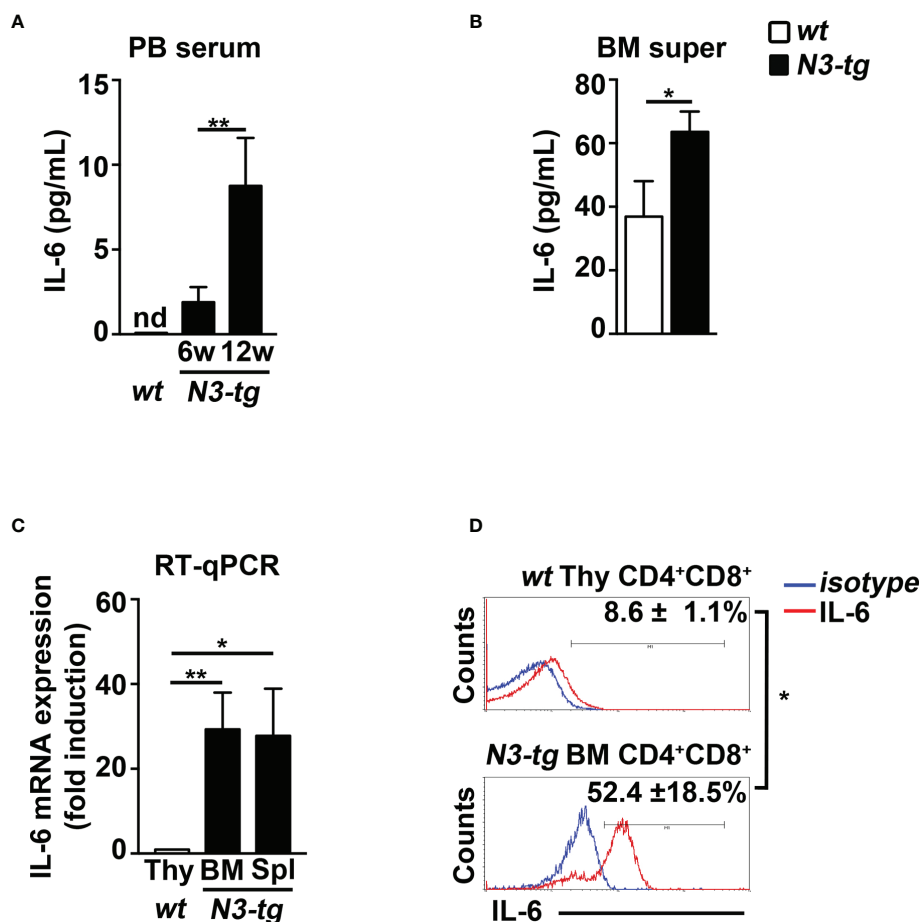 A
PB serum
IL-6 (pg/mL)
15
10
5
0
**
nd
6w 12w
wt N3-tg
B
BM super
IL-6 (pg/mL)
80
60
40
20
0
*
wt
N3-tg
C
RT-qPCR
IL-6 mRNA expression
(fold induction)
60
40
20
0
*
**
Thy BM Spl
wt N3-tg
D
wt Thy CD4⁺CD8⁺
8.6 ± 1.1%
Counts
isotype
IL-6
*
N3-tg BM CD4⁺CD8⁺
52.4 ±18.5%
Counts
IL-6